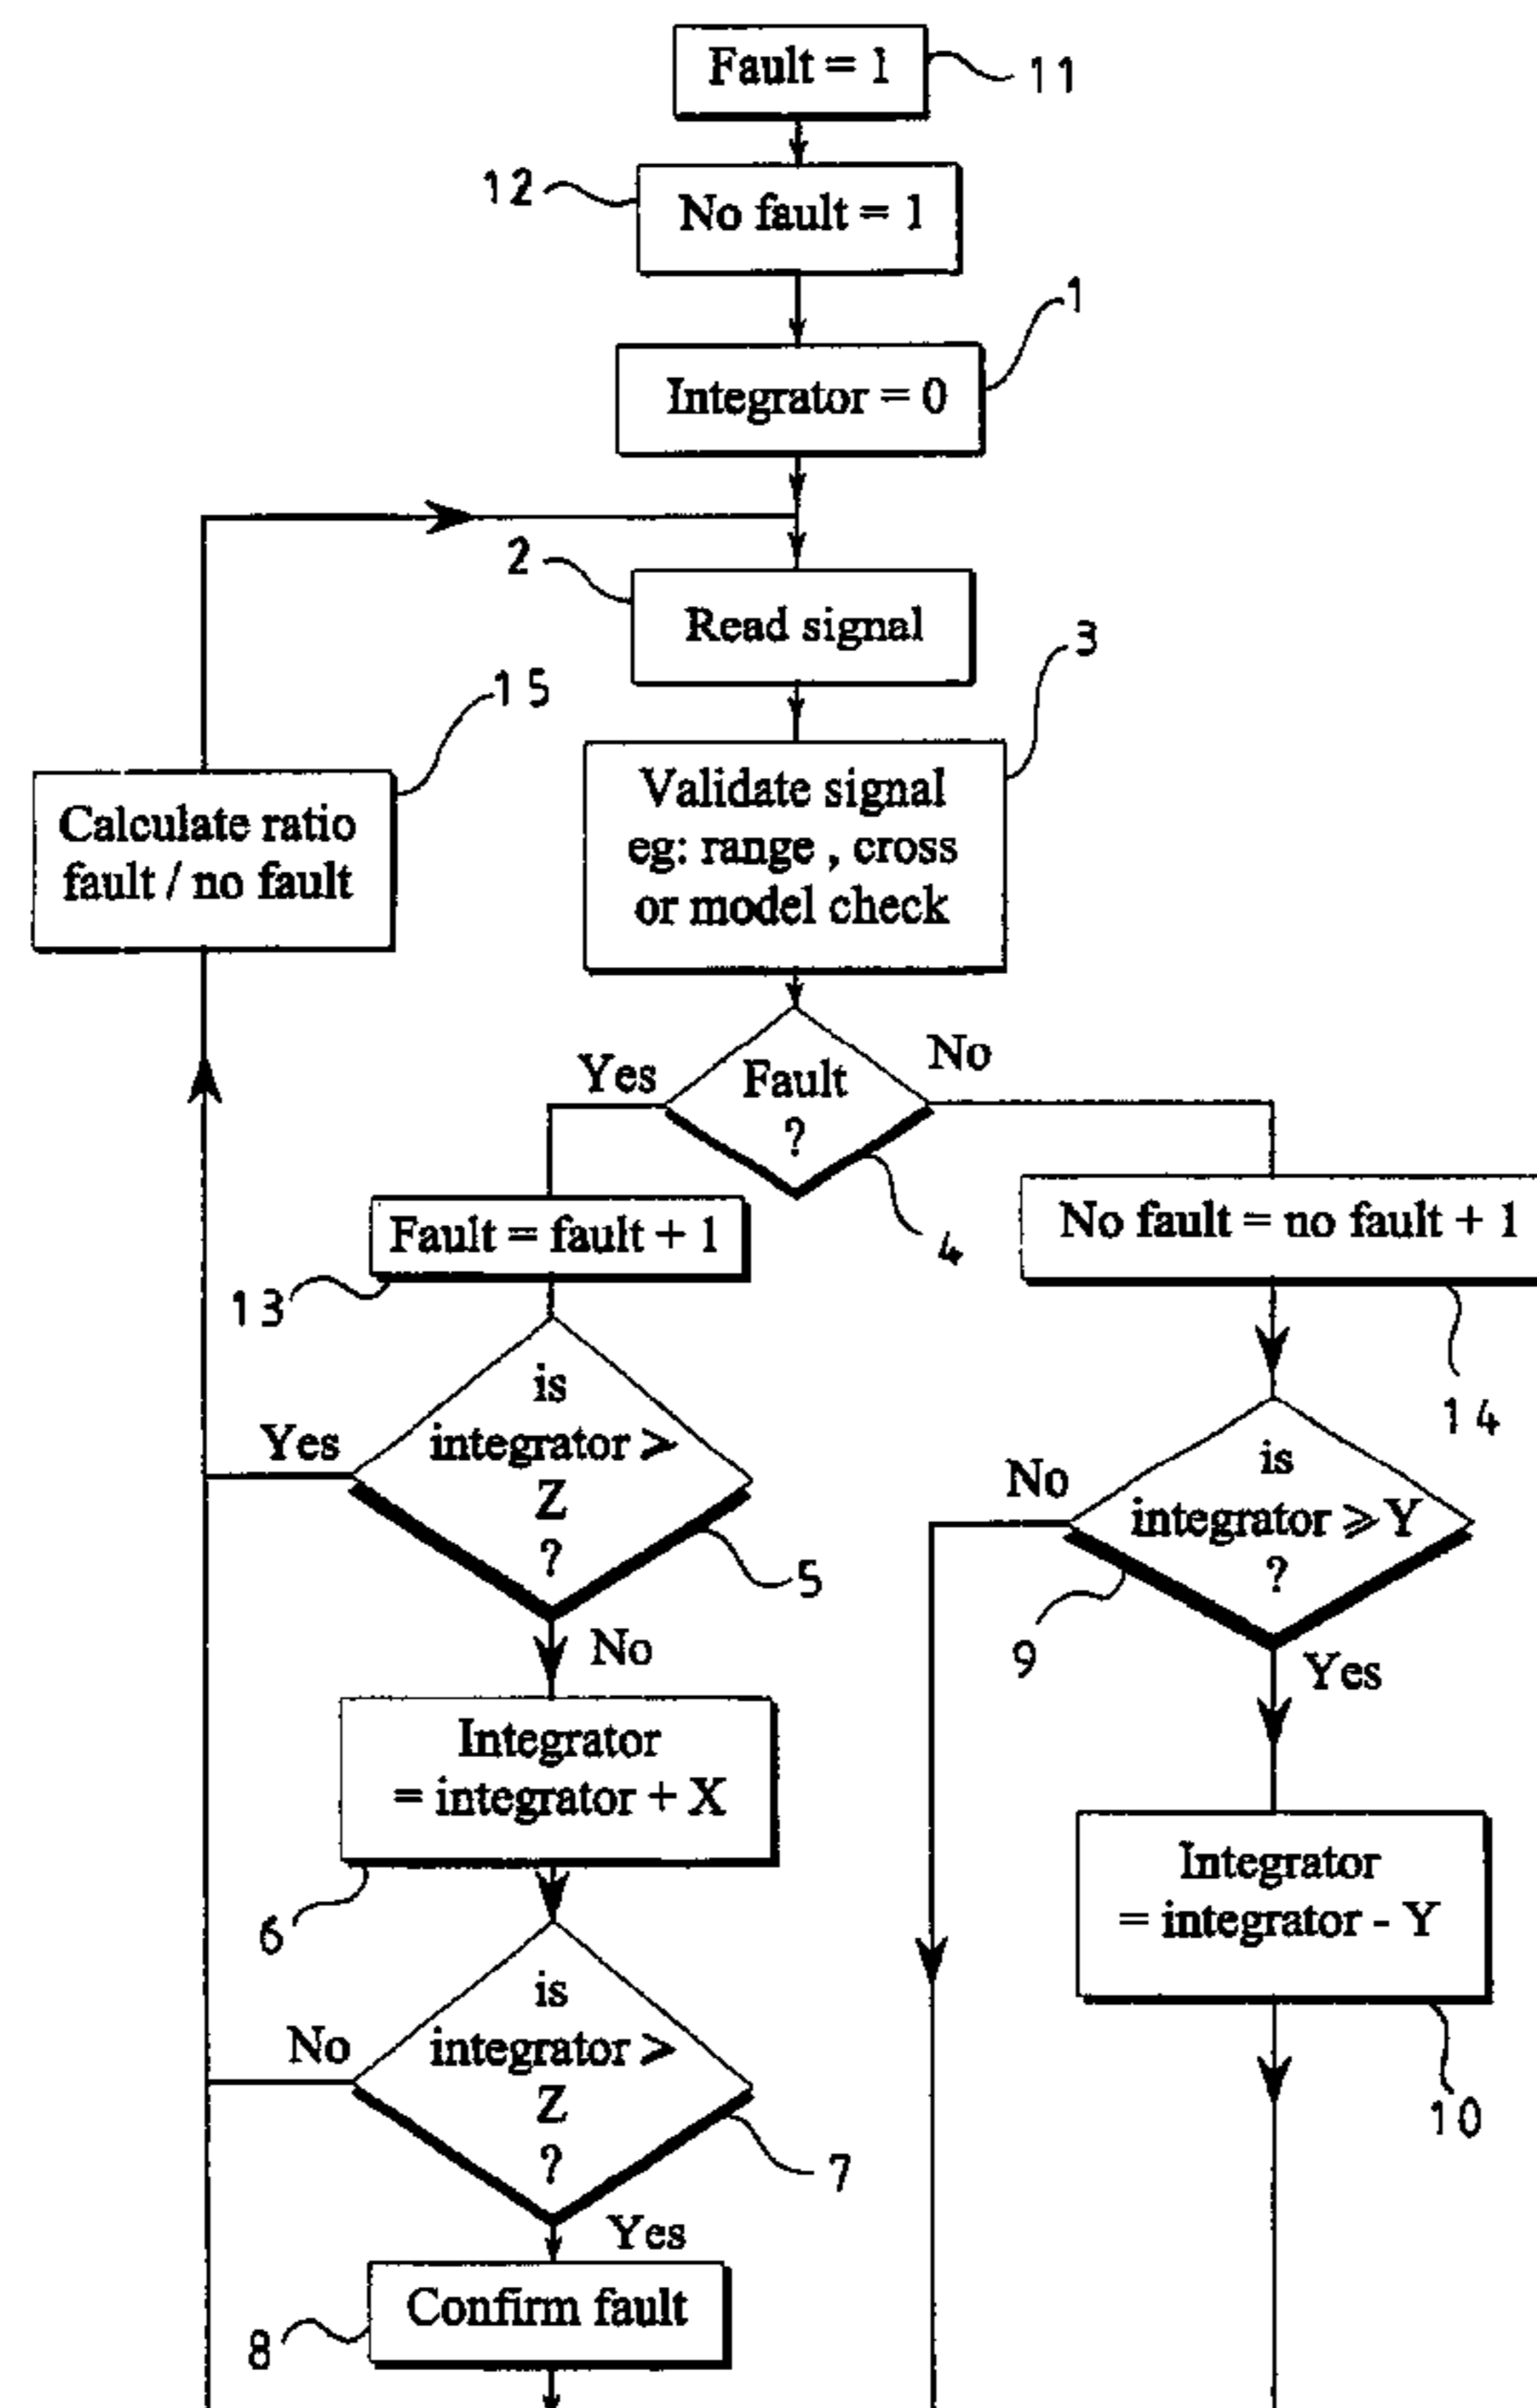 Fault = 1
11
12
No fault = 1
1
Integrator = 0
2
Read signal
3
15
Calculate ratio
fault / no fault
Validate signal
eg: range , cross
or model check
Yes
Fault
?
No
4
Fault = fault + 1
13
No fault = no fault + 1
14
is
integrator >
Z
?
Yes
5
No
is
integrator ⩾ Y
?
No
9
Yes
Integrator
= integrator + X
6
Integrator
= integrator - Y
10
is
integrator >
Z
?
No
7
Yes
Confirm fault
8